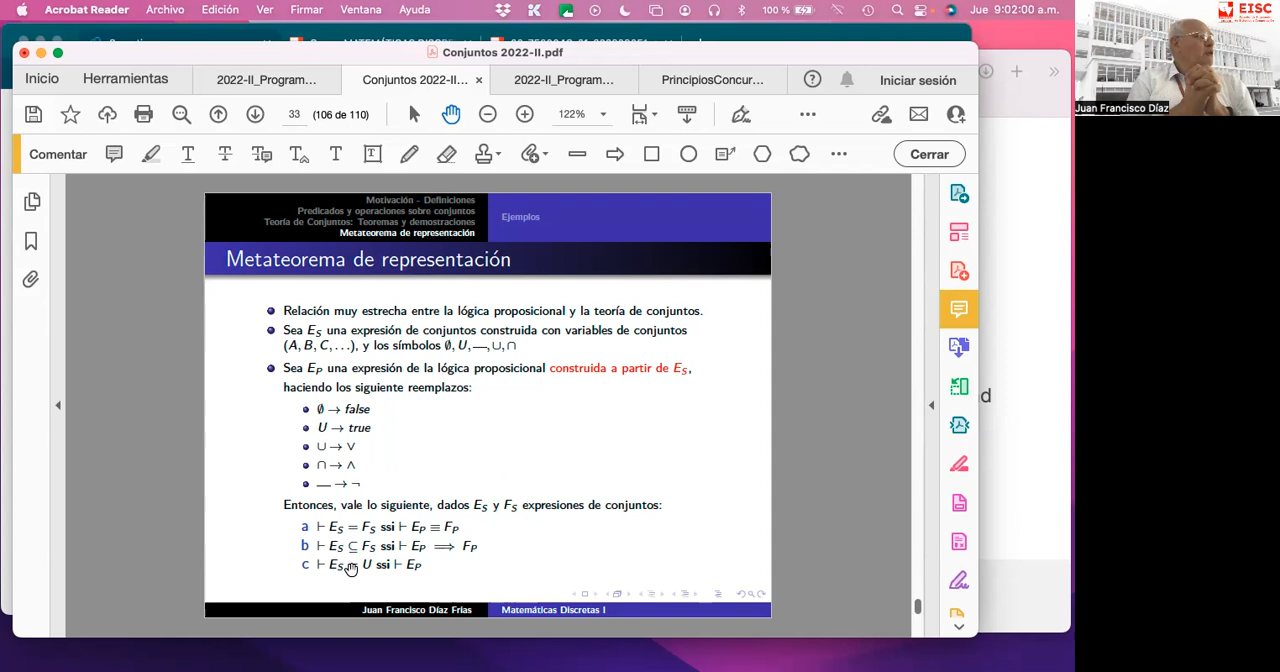 Acrobat Reader Archivo Edición Ver Firmar Ventana Ayuda 100 % Jue 9:02:00 a.m.
EISC
Conjuntos 2022-II.pdf
Inicio Herramientas 2022-II_Program... Conjuntos 2022-II... × 2022-II_Program... PrincipiosConcur... Iniciar sesión
33 (106 de 110) 122%
Juan Francisco Díaz
Comentar Cerrar
Motivación - Definiciones
Predicados y operaciones sobre conjuntos
Teoría de Conjuntos: Teoremas y demostraciones
Metateorema de representación
Ejemplos
Metateorema de representación
Relación muy estrecha entre la lógica proposicional y la teoría de conjuntos.
Sea E_S una expresión de conjuntos construida con variables de conjuntos
(A, B, C, . . .), y los símbolos ∅, U, —, ∪, ∩
Sea E_P una expresión de la lógica proposicional construida a partir de E_S,
haciendo los siguiente reemplazos:
∅ → false
U → true
∪ → ∨
∩ → ∧
— → ¬
Entonces, vale lo siguiente, dados E_S y F_S expresiones de conjuntos:
a ⊢ E_S = F_S ssi ⊢ E_P ≡ F_P
b ⊢ E_S ⊆ F_S ssi ⊢ E_P ⟹ F_P
c ⊢ E_S = U ssi ⊢ E_P
Juan Francisco Díaz Frias Matemáticas Discretas I